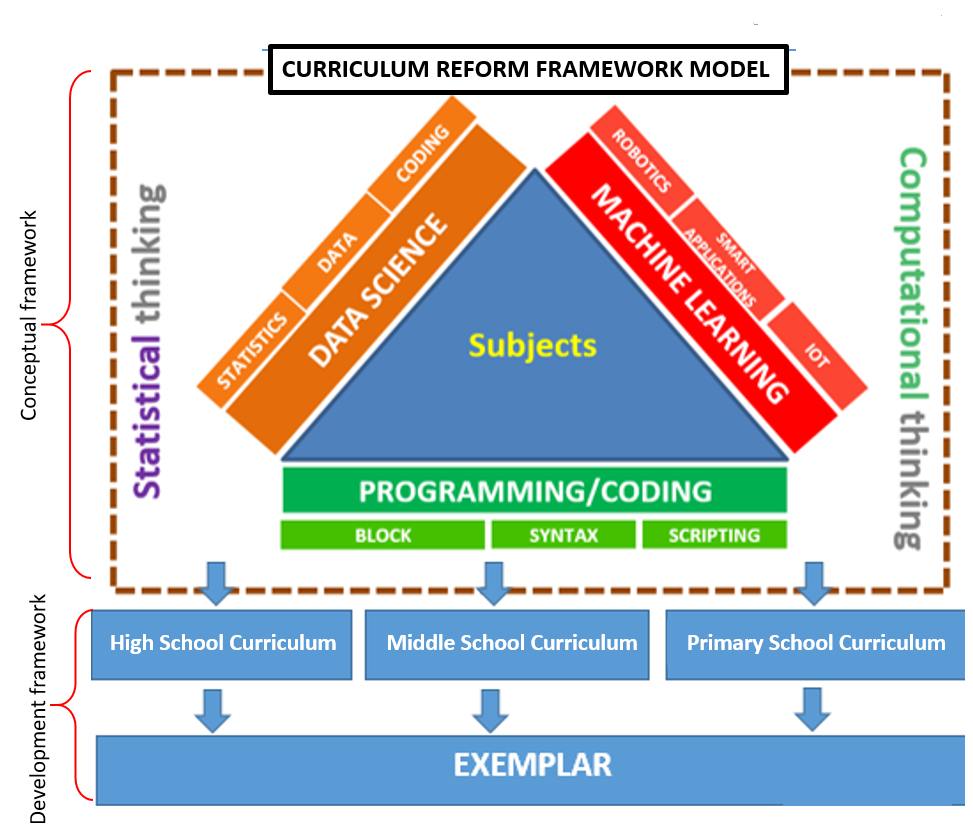 CURRICULUM REFORM FRAMEWORK MODEL
Conceptual framework
Statistical thinking
CODING
DATA
STATISTICS
DATA SCIENCE
ROBOTICS
SMART
APPLICATIONS
IOT
MACHINE LEARNING
Computational thinking
Subjects
PROGRAMMING/CODING
BLOCK
SYNTAX
SCRIPTING
Development framework
High School Curriculum
Middle School Curriculum
Primary School Curriculum
EXEMPLAR